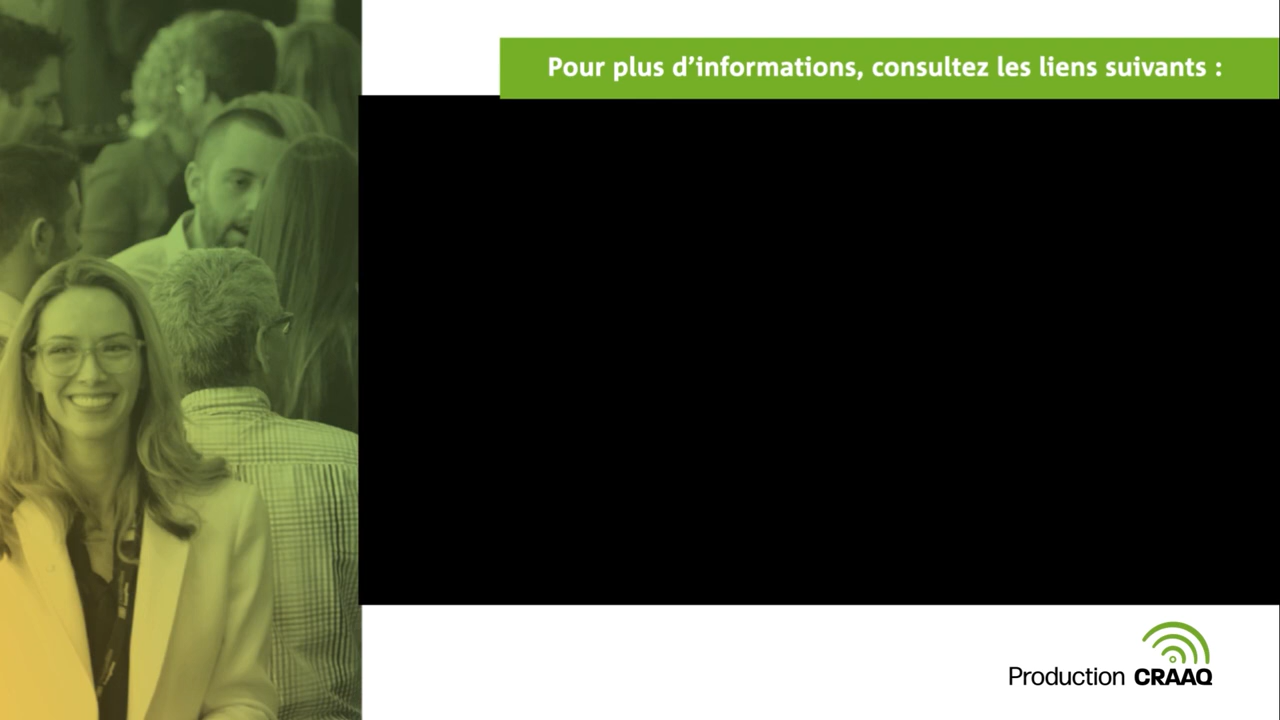 Pour plus d’informations, consultez les liens suivants :
Production CRAAQ